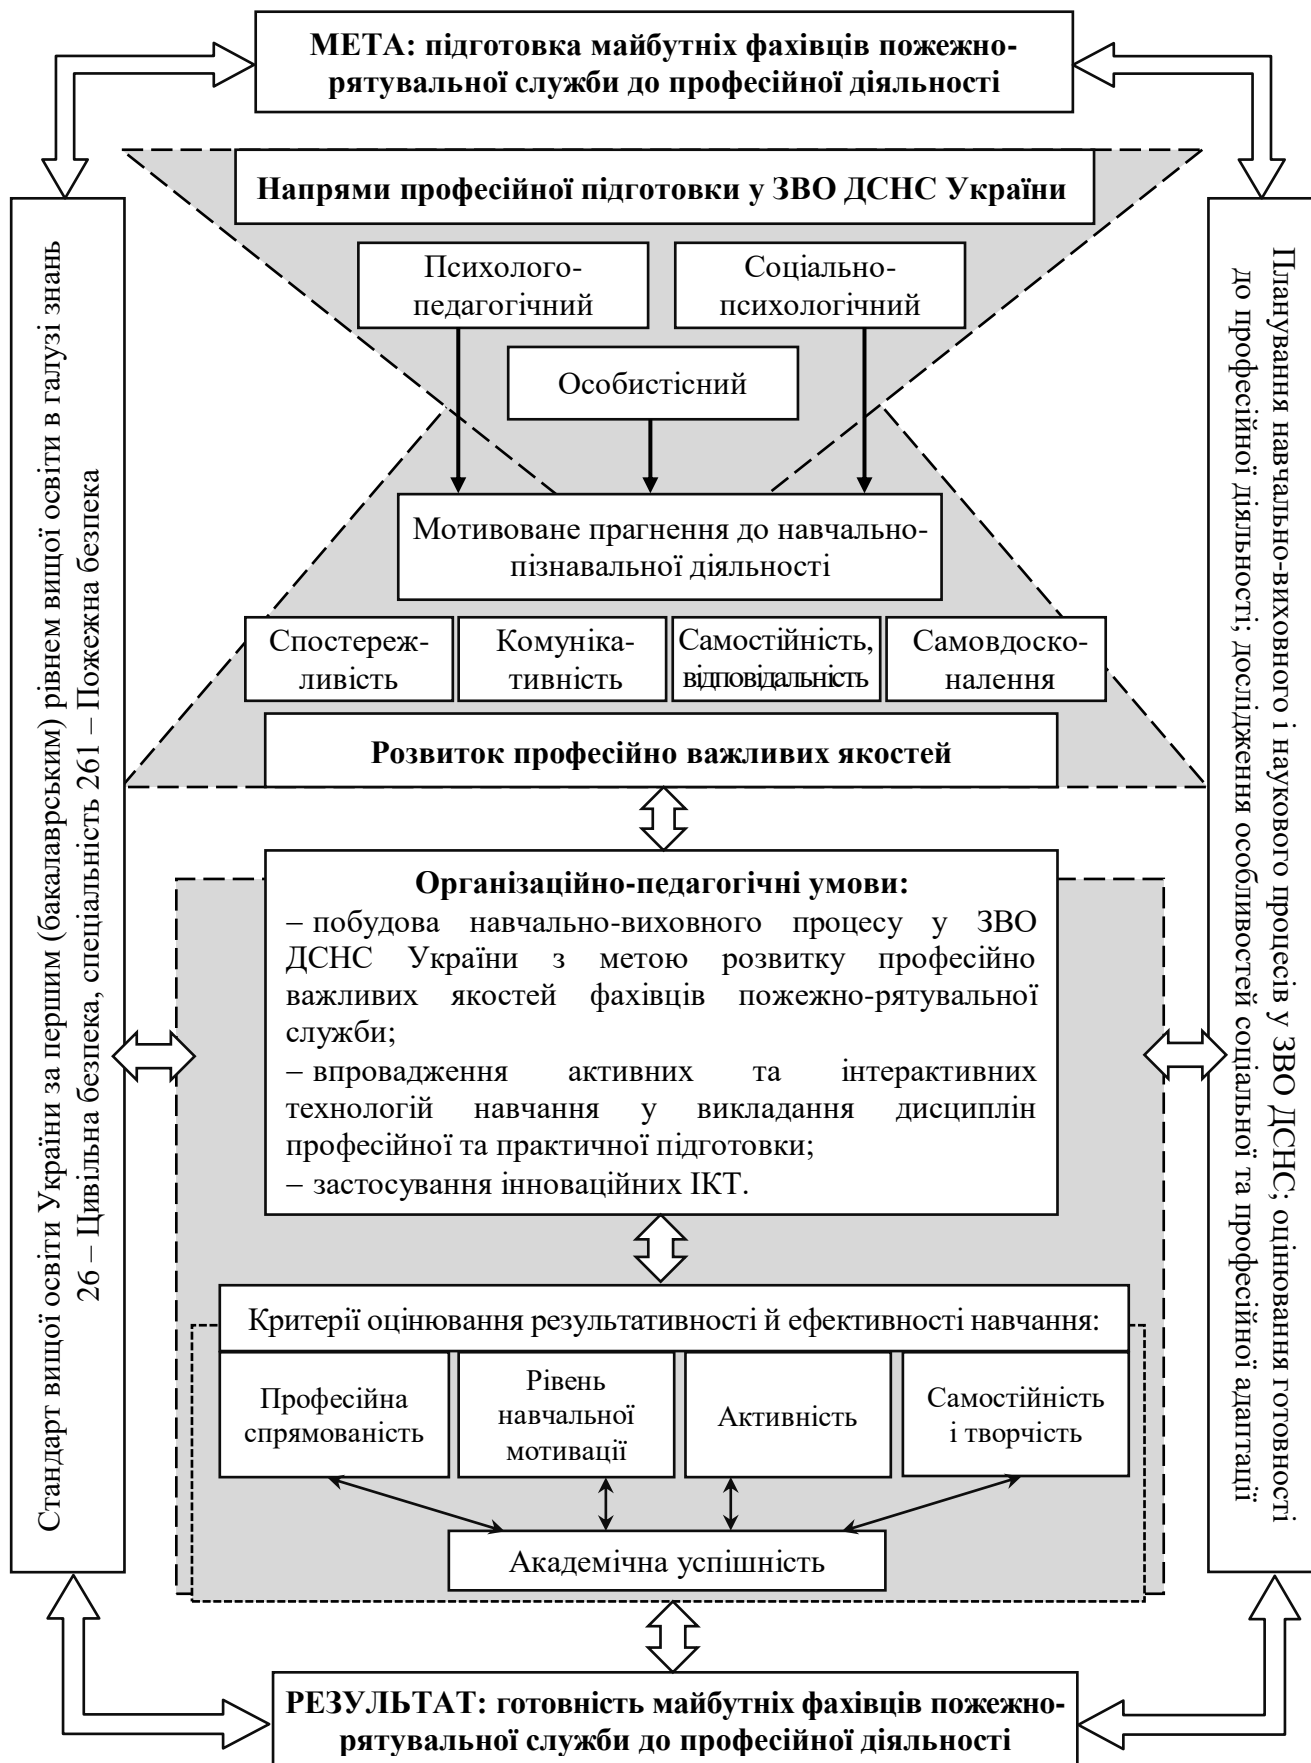 МЕТА: підготовка майбутніх фахівців пожежно-
рятувальної служби до професійної діяльності
Напрями професійної підготовки у ЗВО ДСНС України
Психолого-
педагогічний
Соціально-
психологічний
Особистісний
Мотивоване прагнення до навчально-
пізнавальної діяльності
Спостереж-
ливість
Комуніка-
тивність
Самостійність,
відповідальність
Самовдоско-
налення
Розвиток професійно важливих якостей
Стандарт вищої освіти України за першим (бакалаврським) рівнем вищої освіти в галузі знань
26 – Цивільна безпека, спеціальність 261 – Пожежна безпека
Планування навчально-виховного і наукового процесів у ЗВО ДСНС; оцінювання готовності
до професійної діяльності; дослідження особливостей соціальної та професійної адаптації
Організаційно-педагогічні умови:
– побудова навчально-виховного процесу у ЗВО
ДСНС України з метою розвитку професійно
важливих якостей фахівців пожежно-рятувальної
служби;
– впровадження активних та інтерактивних
технологій навчання у викладання дисциплін
професійної та практичної підготовки;
– застосування інноваційних ІКТ.
Критерії оцінювання результативності й ефективності навчання:
Професійна
спрямованість
Рівень
навчальної
мотивації
Активність
Самостійність
і творчість
Академічна успішність
РЕЗУЛЬТАТ: готовність майбутніх фахівців пожежно-
рятувальної служби до професійної діяльності